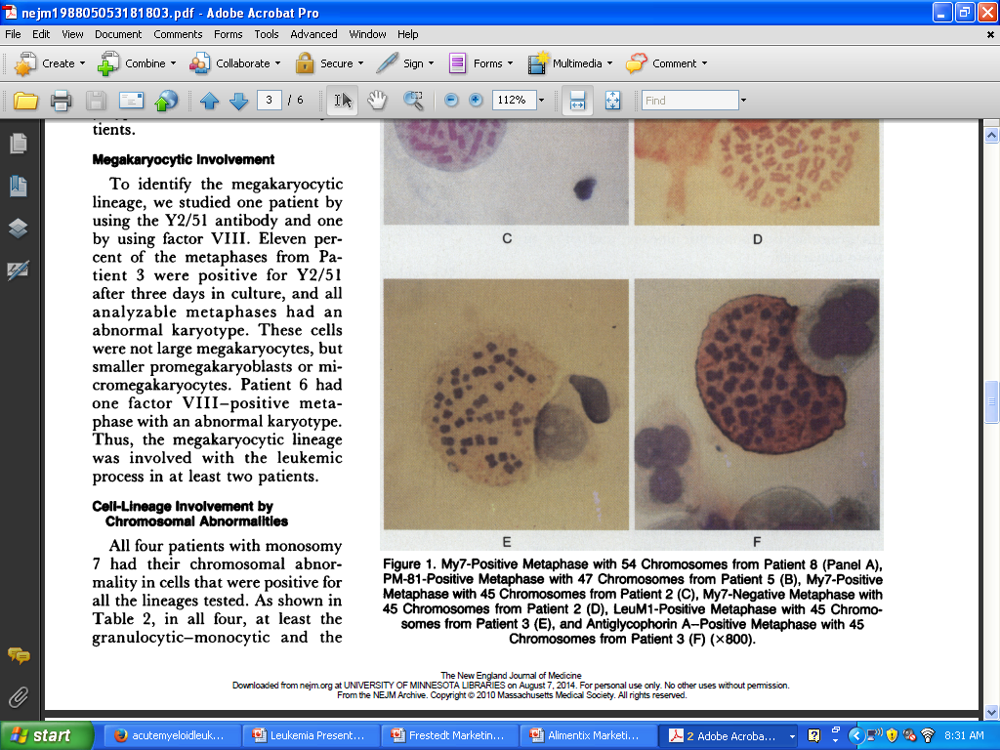 nejm198805053181803.pdf - Adobe Acrobat Pro
File Edit View Document Comments Forms Tools Advanced Window Help
Create Combine Collaborate Secure Sign Forms Multimedia Comment
3 / 6 112% Find
tients.
Megakaryocytic Involvement
To identify the megakaryocytic
lineage, we studied one patient by
using the Y2/51 antibody and one
by using factor VIII. Eleven per-
cent of the metaphases from Pa-
tient 3 were positive for Y2/51
after three days in culture, and all
analyzable metaphases had an
abnormal karyotype. These cells
were not large megakaryocytes, but
smaller promegakaryoblasts or mi-
cromegakaryocytes. Patient 6 had
one factor VIII–positive meta-
phase with an abnormal karyotype.
Thus, the megakaryocytic lineage
was involved with the leukemic
process in at least two patients.
Cell-Lineage Involvement by
Chromosomal Abnormalities
All four patients with monosomy
7 had their chromosomal abnor-
mality in cells that were positive for
all the lineages tested. As shown in
Table 2, in all four, at least the
granulocytic–monocytic and the
C D
E F
Figure 1. My7-Positive Metaphase with 54 Chromosomes from Patient 8 (Panel A),
PM-81-Positive Metaphase with 47 Chromosomes from Patient 5 (B), My7-Positive
Metaphase with 45 Chromosomes from Patient 2 (C), My7-Negative Metaphase with
45 Chromosomes from Patient 2 (D), LeuM1-Positive Metaphase with 45 Chromo-
somes from Patient 3 (E), and Antiglycophorin A–Positive Metaphase with 45
Chromosomes from Patient 3 (F) (×800).
The New England Journal of Medicine
Downloaded from nejm.org at UNIVERSITY OF MINNESOTA LIBRARIES on August 7, 2014. For personal use only. No other uses without permission.
From the NEJM Archive. Copyright © 2010 Massachusetts Medical Society. All rights reserved.
start acutemyeloidleuk... Leukemia Present... Frestedt Marketin... Alimentix Marketi... 2 Adobe Acroba... 8:31 AM